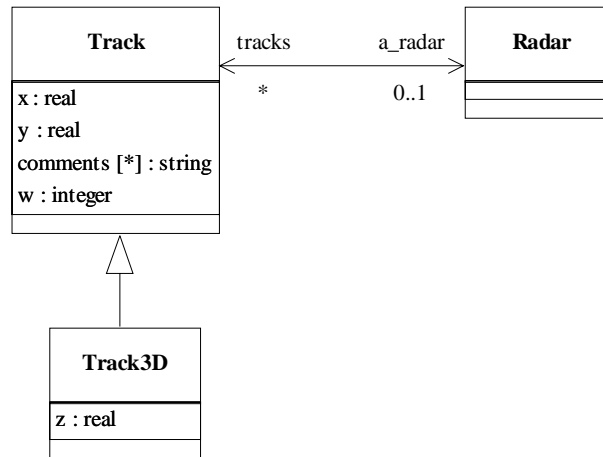 Track
tracks
a_radar
Radar
x : real
y : real
comments [*] : string
w : integer
*
0..1
Track3D
z : real